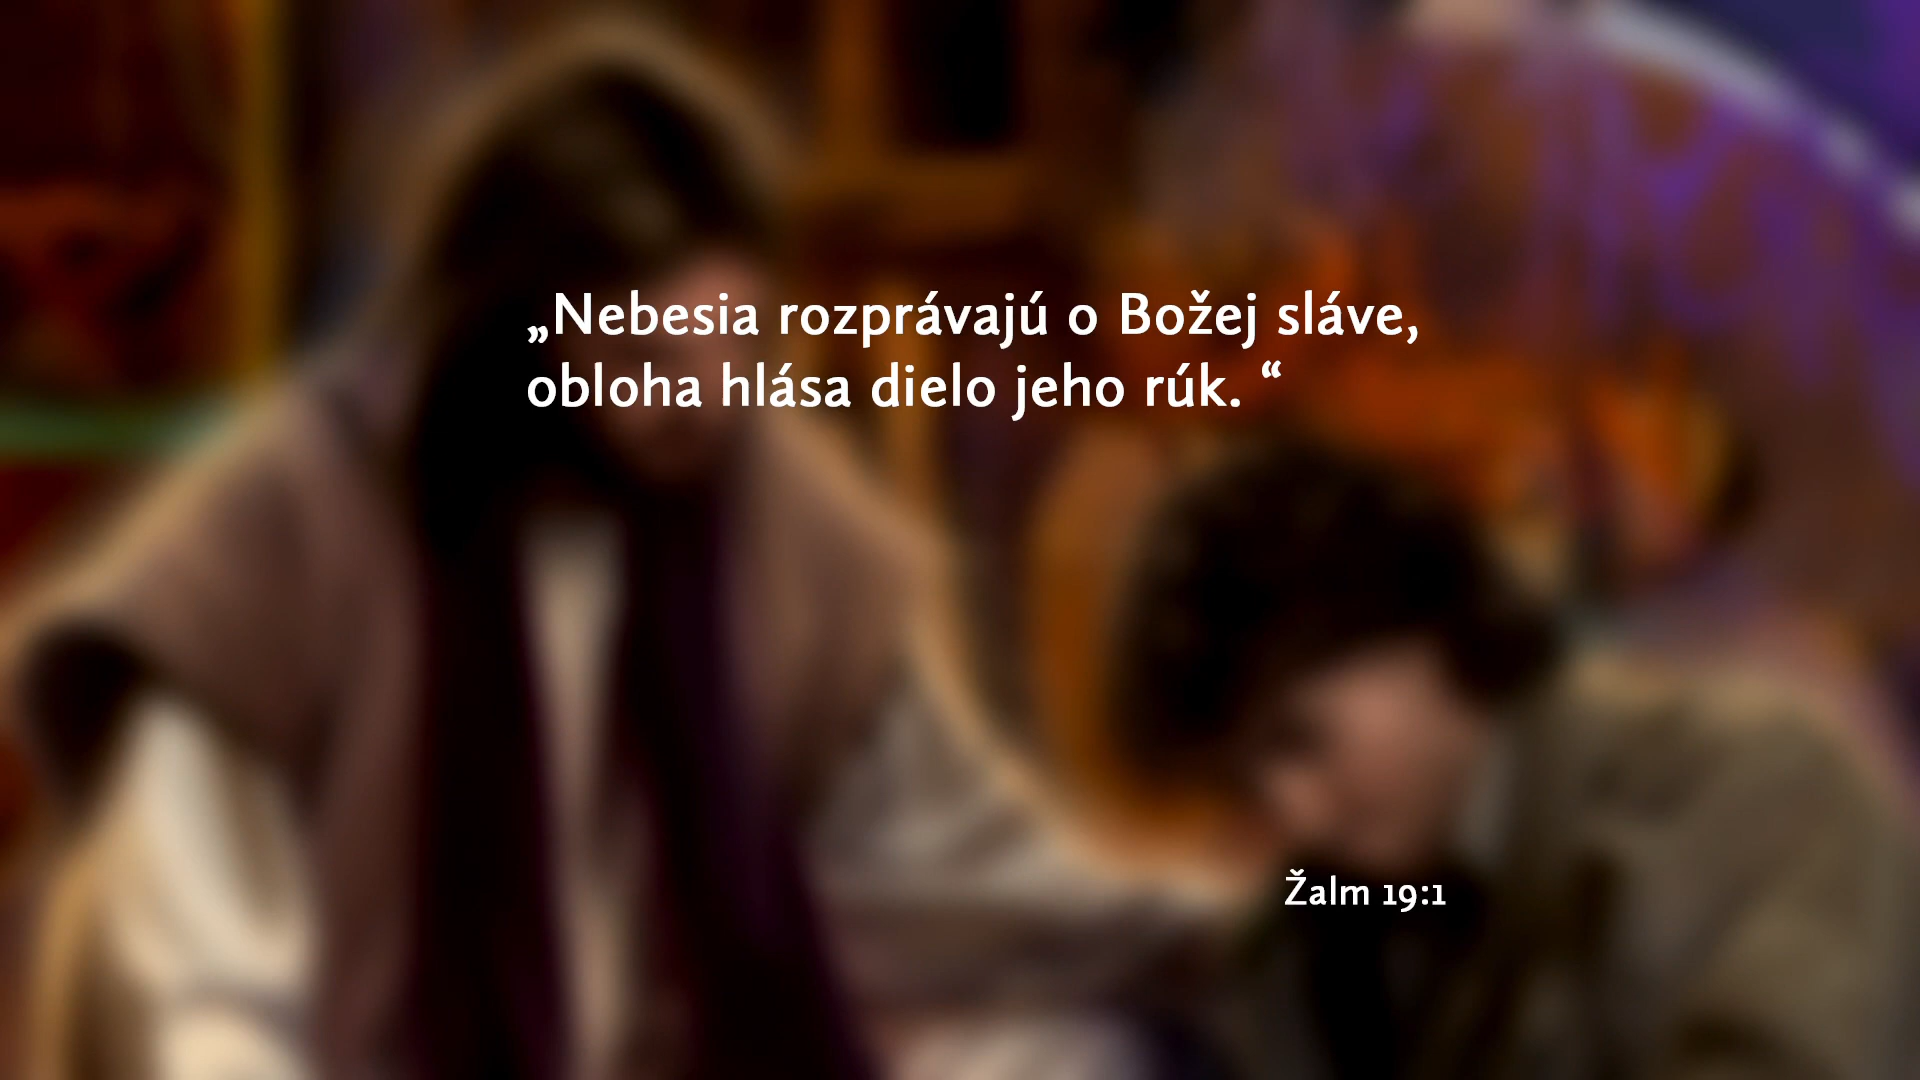 „Nebesia rozprávajú o Božej sláve,
obloha hlása dielo jeho rúk. “
Žalm 19:1